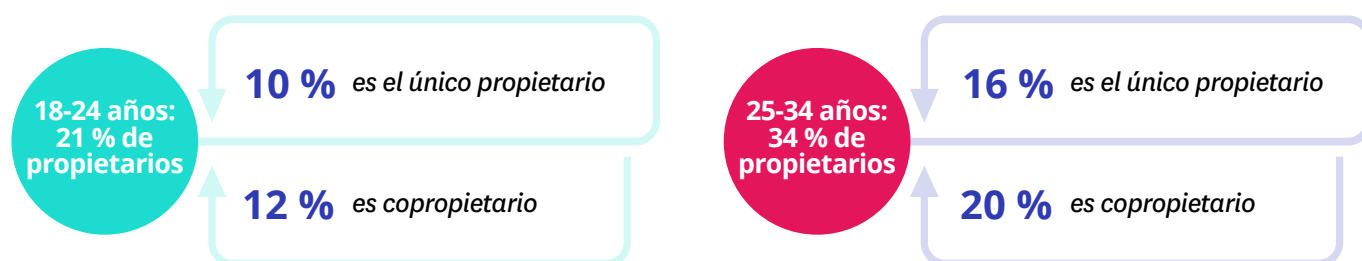 18-24 años:
21 % de
propietarios
10 % es el único propietario
12 % es copropietario
25-34 años:
34 % de
propietarios
16 % es el único propietario
20 % es copropietario